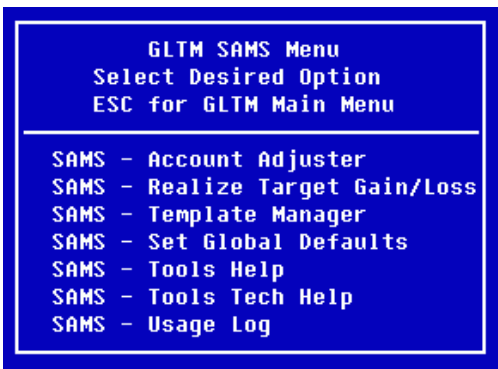 GLTM SAMS Menu
Select Desired Option
ESC for GLTM Main Menu
SAMS - Account Adjuster
SAMS - Realize Target Gain/Loss
SAMS - Template Manager
SAMS - Set Global Defaults
SAMS - Tools Help
SAMS - Tools Tech Help
SAMS - Usage Log